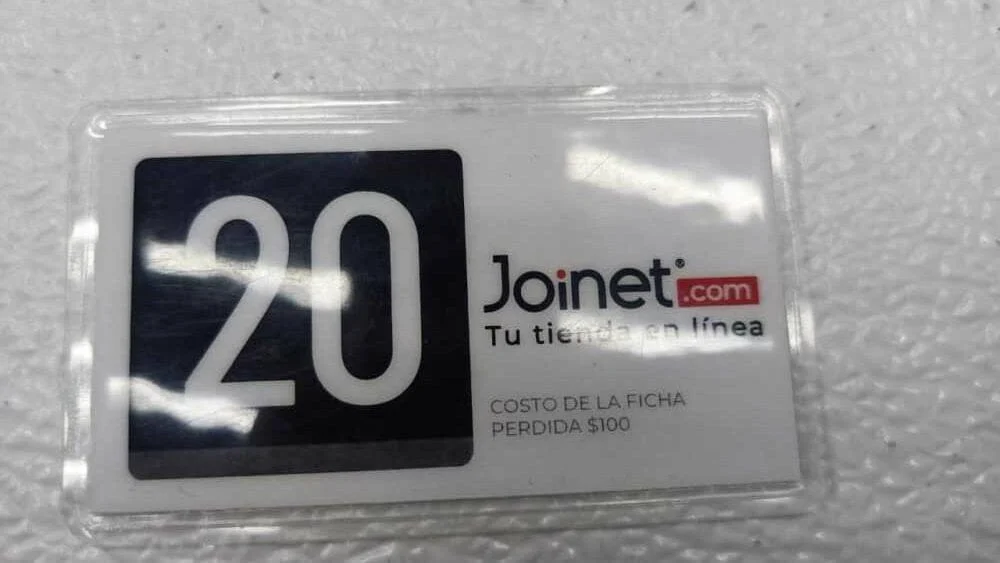 20
Joinet®.com
Tu tienda en línea
COSTO DE LA FICHA
PERDIDA $100